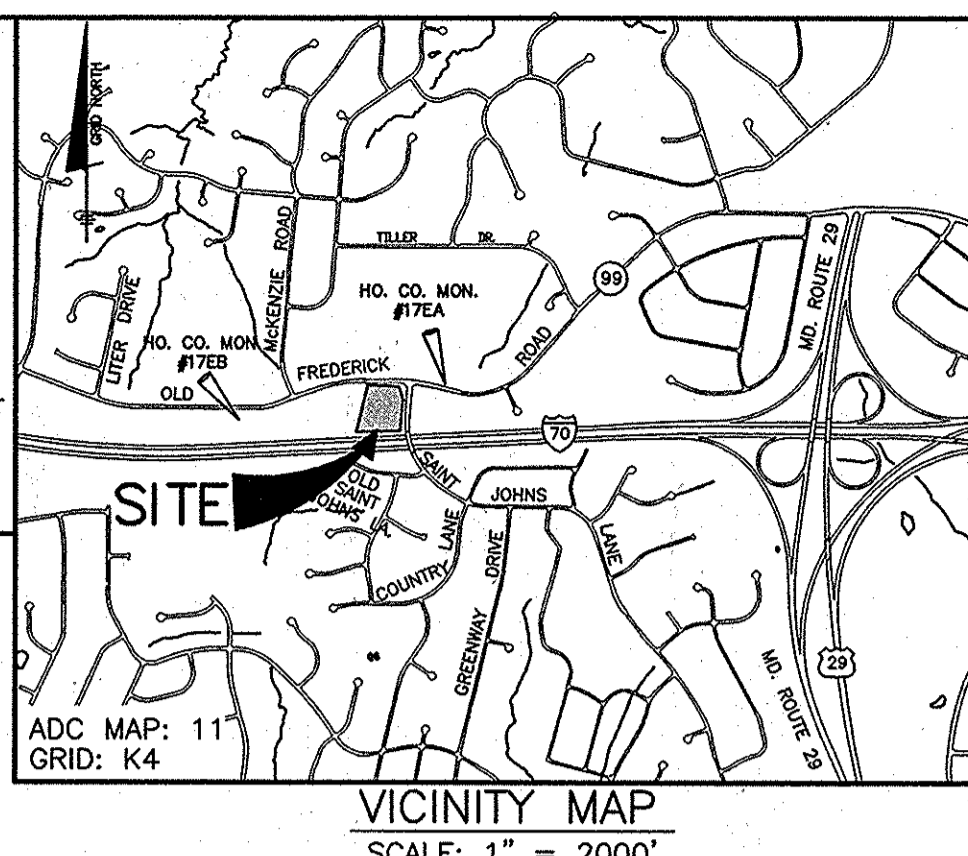 GRID NORTH
McKENZIE ROAD
TILLER DR.
MD. ROUTE 29
99
HO. CO. MON.
#17EA
LITER DRIVE
HO. CO. MON
#17EB
ROAD
FREDERICK
OLD
70
SAINT
SITE
OLD
SAINT
JOHNS LA.
JOHNS
LANE
COUNTRY LANE
GREENWAY DRIVE
29
MD. ROUTE 29
ADC MAP: 11
GRID: K4
VICINITY MAP
SCALE: 1" = 2000'